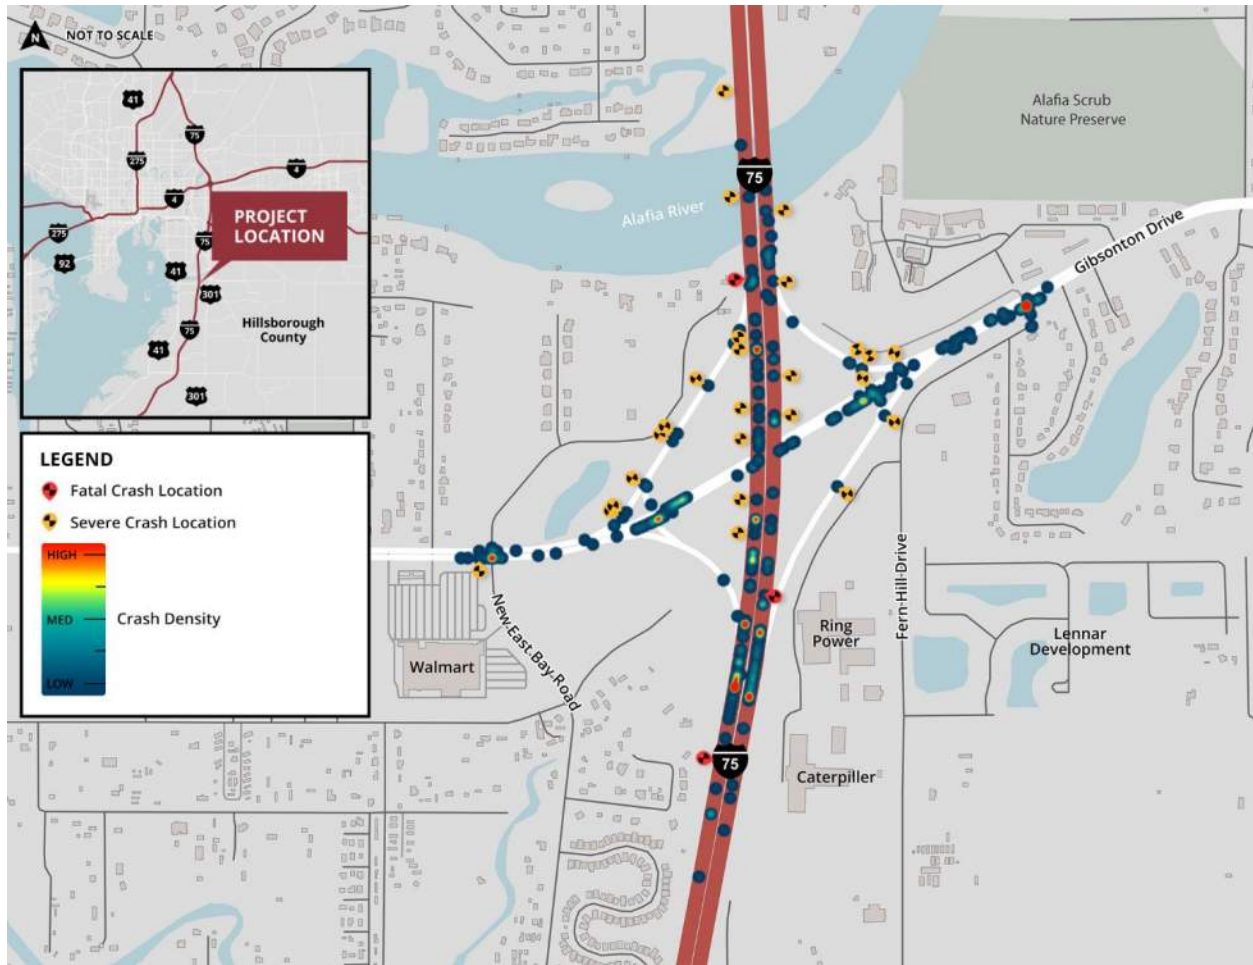 N
NOT TO SCALE
41
75
275
4
4
PROJECT
LOCATION
275
75
92
41
301
Hillsborough
County
75
41
301
LEGEND
Fatal Crash Location
Severe Crash Location
HIGH
MED
LOW
Crash Density
Alafia Scrub
Nature Preserve
75
Alafia River
Gibsonton Drive
New East Bay Road
Walmart
Ring
Power
Fern Hill Drive
Lennar
Development
75
Caterpiller